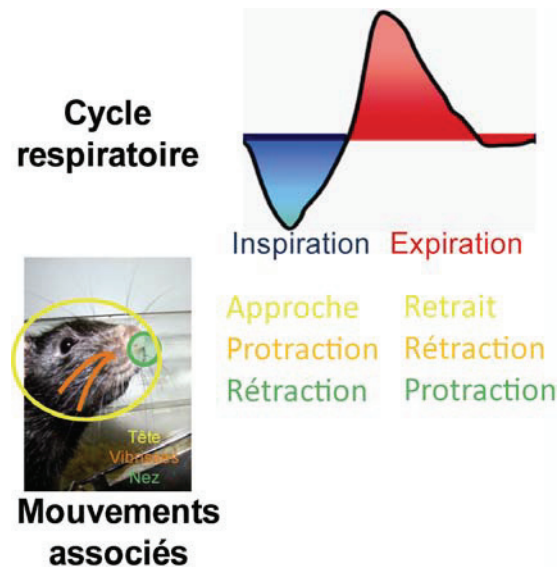 Cycle
respiratoire
Inspiration Expiration
Approche Retrait
Protraction Rétraction
Rétraction Protraction
Tête
Vibrisses
Nez
Mouvements
associés